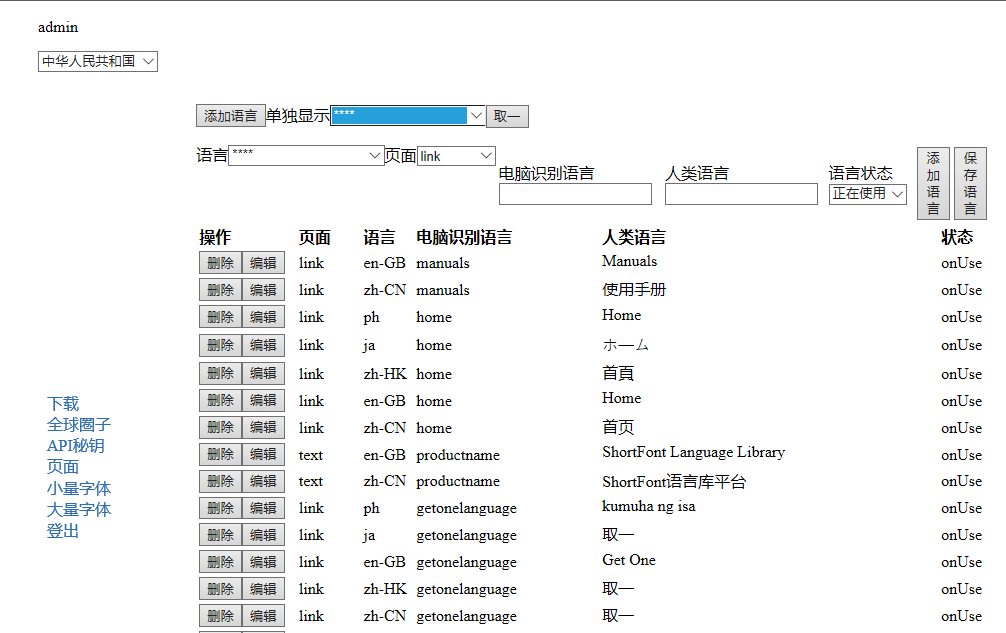 admin
中华人民共和国
添加语言 单独显示 **** 取一
语言 **** 页面 link
电脑识别语言 人类语言 语言状态 正在使用 添加语言 保存语言
操作 页面 语言 电脑识别语言 人类语言 状态
删除 编辑 link en-GB manuals Manuals onUse
删除 编辑 link zh-CN manuals 使用手册 onUse
删除 编辑 link ph home Home onUse
删除 编辑 link ja home ホーム onUse
删除 编辑 link zh-HK home 首頁 onUse
删除 编辑 link en-GB home Home onUse
删除 编辑 link zh-CN home 首页 onUse
删除 编辑 text en-GB productname ShortFont Language Library onUse
删除 编辑 text zh-CN productname ShortFont语言库平台 onUse
删除 编辑 link ph getonelanguage kumuha ng isa onUse
删除 编辑 link ja getonelanguage 取一 onUse
删除 编辑 link en-GB getonelanguage Get One onUse
删除 编辑 link zh-HK getonelanguage 取一 onUse
删除 编辑 link zh-CN getonelanguage 取一 onUse
下载
全球圈子
API秘钥
页面
小量字体
大量字体
登出